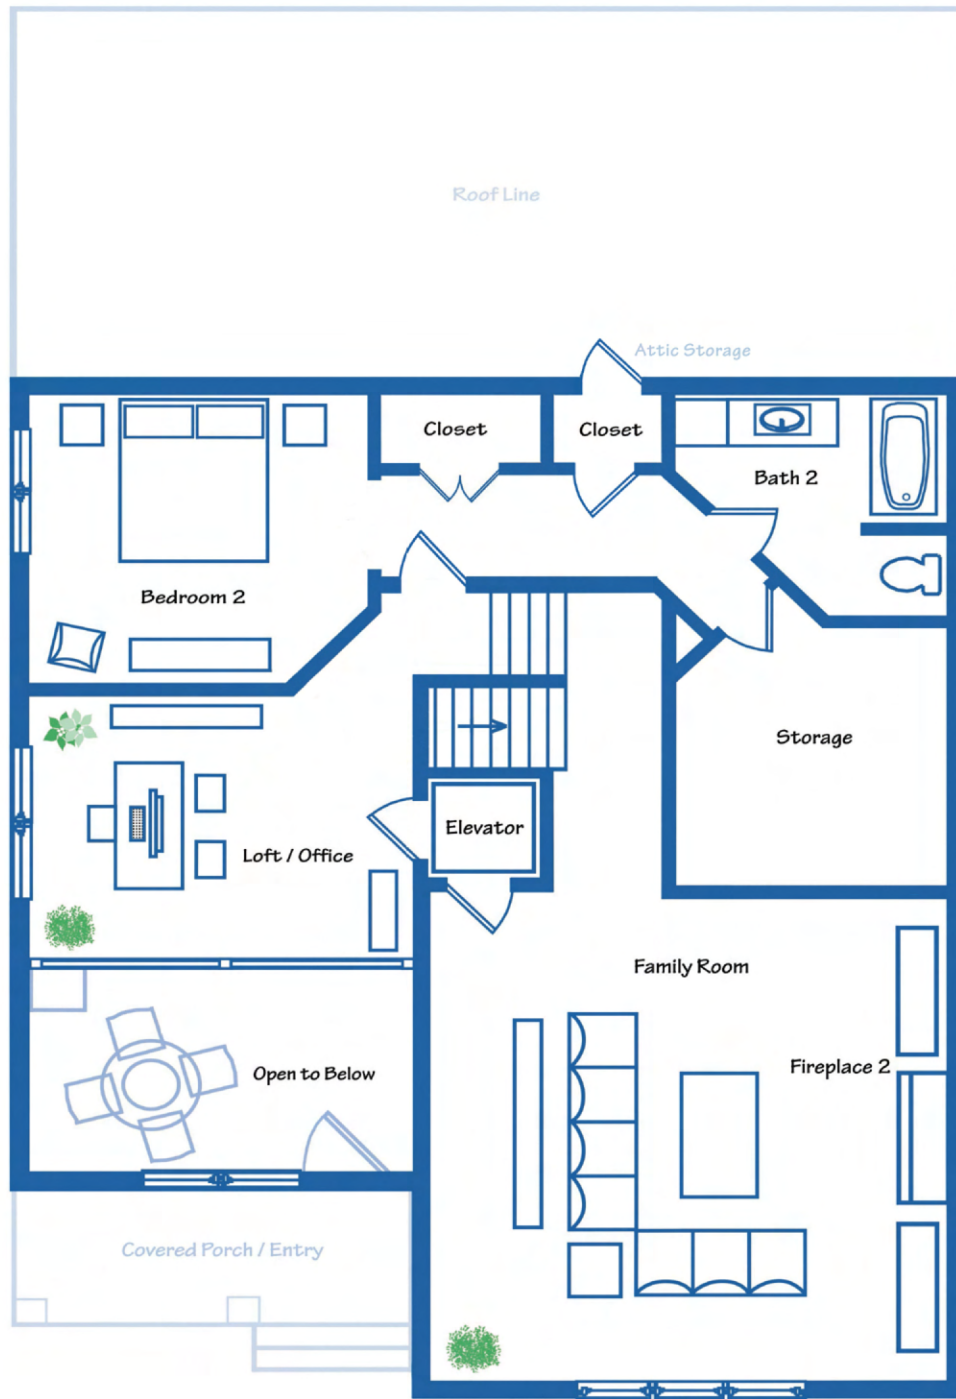 Roof Line
Attic Storage
Closet
Closet
Bath 2
Bedroom 2
Storage
Elevator
Loft / Office
Family Room
Fireplace 2
Open to Below
Covered Porch / Entry